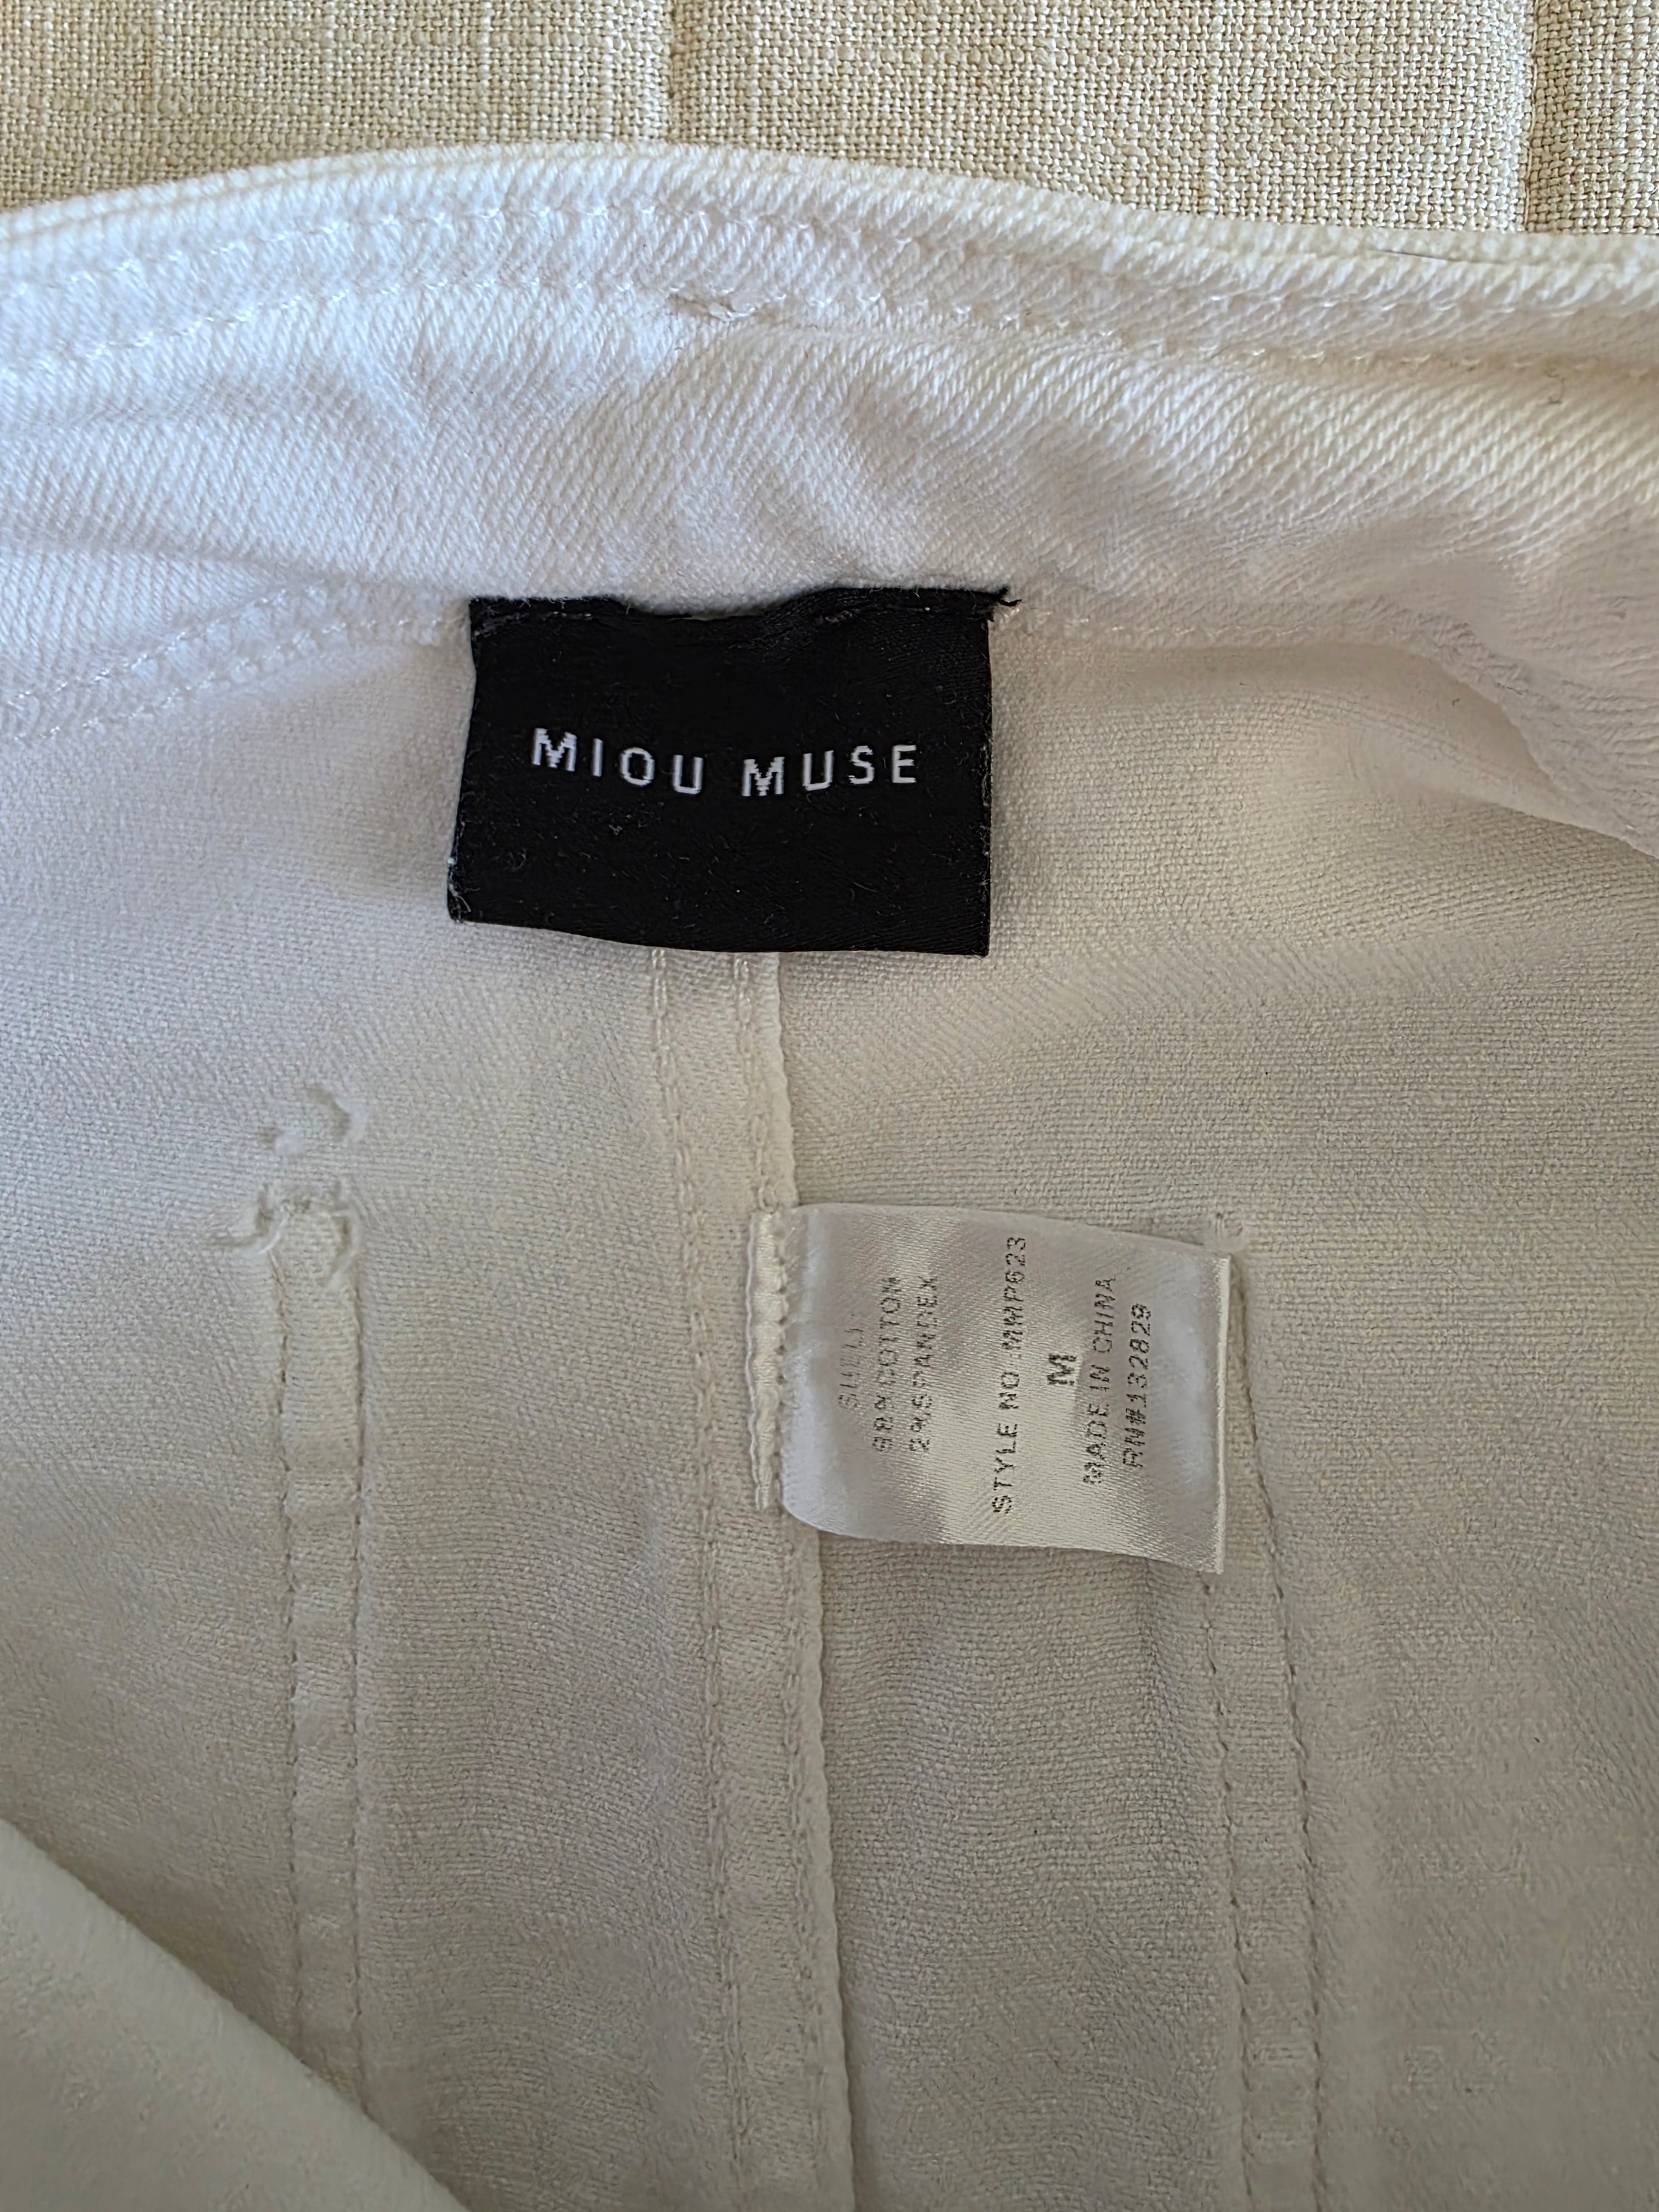 MIOU MUSE
SHELL:
98%COTTON
2%SPANDEX
STYLE NO.:MMP623
M
MADE IN CHINA
RN#132829